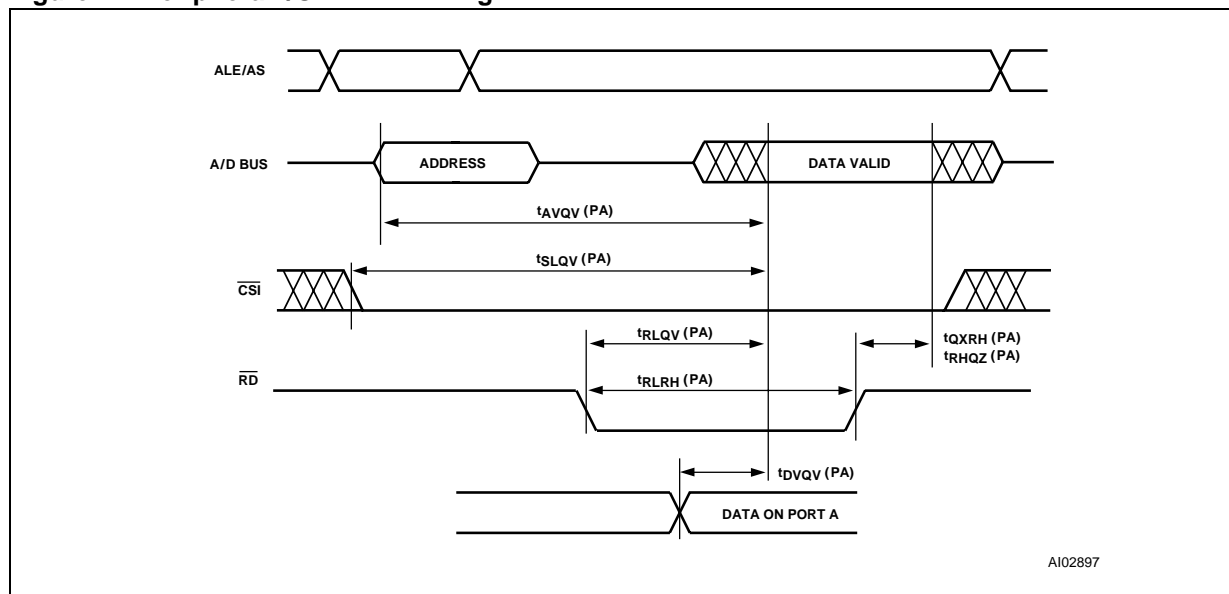 ALE/AS
A/D BUS
ADDRESS
DATA VALID
tAVQV (PA)
tSLQV (PA)
CSI
tRLQV (PA)
tQXRH (PA)
tRHQZ (PA)
RD
tRLRH (PA)
tDVQV (PA)
DATA ON PORT A
AI02897